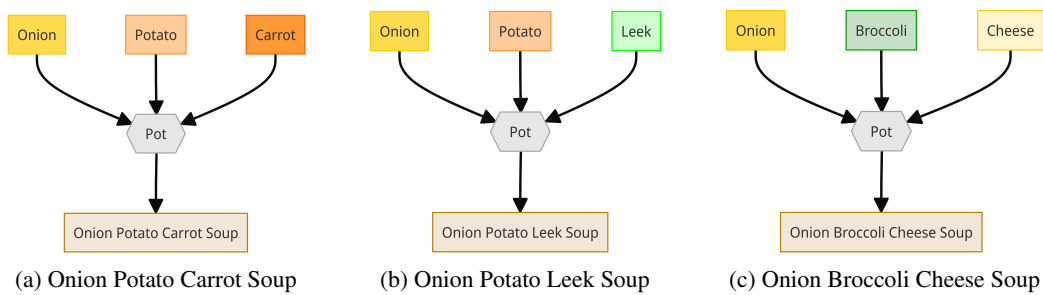 Onion Potato Carrot
Pot
Onion Potato Carrot Soup
(a) Onion Potato Carrot Soup
Onion Potato Leek
Pot
Onion Potato Leek Soup
(b) Onion Potato Leek Soup
Onion Broccoli Cheese
Pot
Onion Broccoli Cheese Soup
(c) Onion Broccoli Cheese Soup